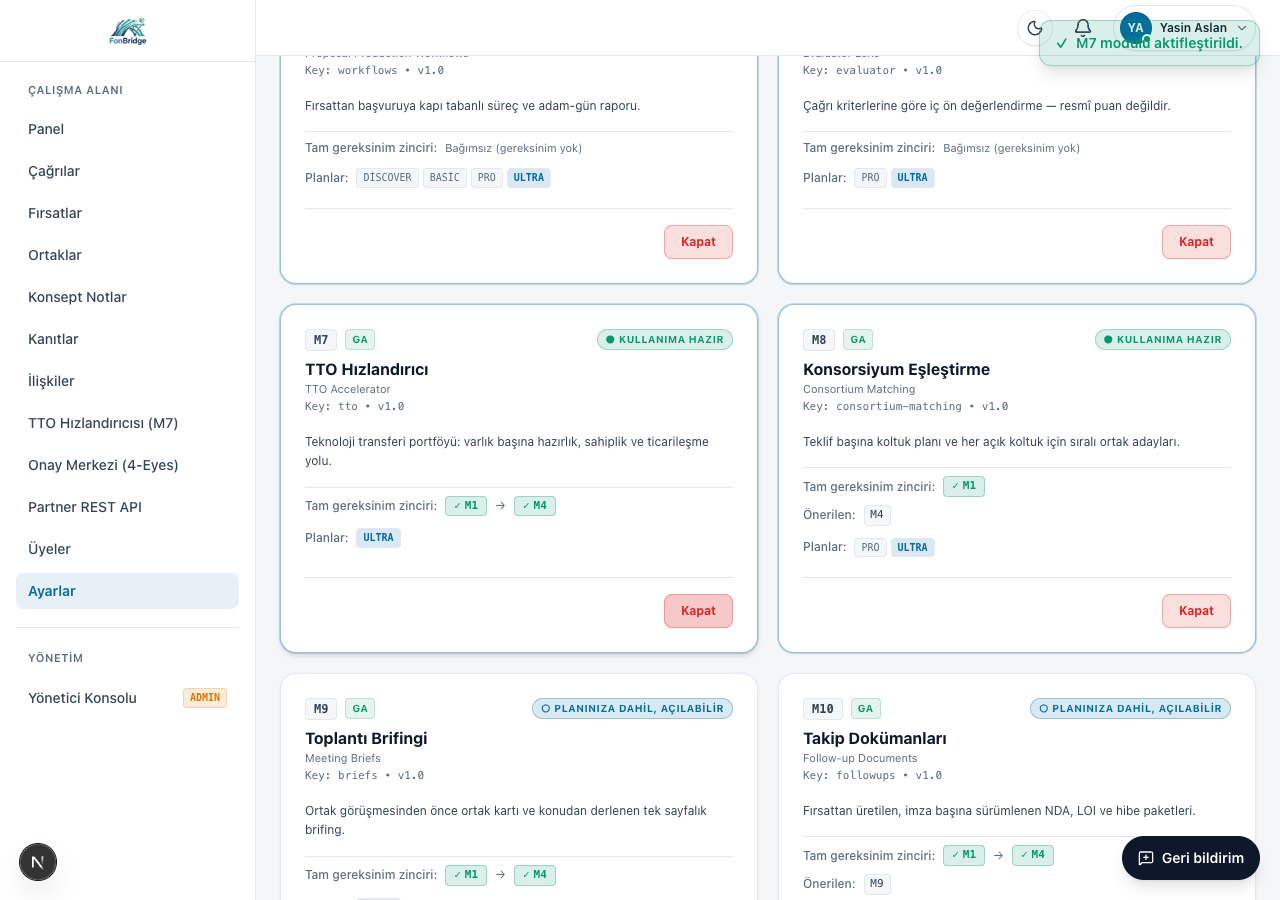 FonBridge
ÇALIŞMA ALANI
Panel
Çağrılar
Fırsatlar
Ortaklar
Konsept Notlar
Kanıtlar
İlişkiler
TTO Hızlandırıcısı (M7)
Onay Merkezi (4-Eyes)
Partner REST API
Üyeler
Ayarlar
YÖNETİM
Yönetici Konsolu
ADMIN
N
YA
Yasin Aslan
✓ M7 modülü aktifleştirildi.
Key: workflows • v1.0
Fırsattan başvuruya kapı tabanlı süreç ve adam-gün raporu.
Tam gereksinim zinciri: Bağımsız (gereksinim yok)
Planlar: DİSCOVER BASİC PRO ULTRA
Kapat
Key: evaluator • v1.0
Çağrı kriterlerine göre iç ön değerlendirme — resmî puan değildir.
Tam gereksinim zinciri: Bağımsız (gereksinim yok)
Planlar: PRO ULTRA
Kapat
M7 GA KULLANIMA HAZIR
TTO Hızlandırıcı
TTO Accelerator
Key: tto • v1.0
Teknoloji transferi portföyü: varlık başına hazırlık, sahiplik ve ticarileşme
yolu.
Tam gereksinim zinciri: ✓ M1 → ✓ M4
Planlar: ULTRA
Kapat
M8 GA KULLANIMA HAZIR
Konsorsiyum Eşleştirme
Consortium Matching
Key: consortium-matching • v1.0
Teklif başına koltuk planı ve her açık koltuk için sıralı ortak adayları.
Tam gereksinim zinciri: ✓ M1
Önerilen: M4
Planlar: PRO ULTRA
Kapat
M9 GA PLANINIZA DAHİL, AÇILABİLİR
Toplantı Brifingi
Meeting Briefs
Key: briefs • v1.0
Ortak görüşmesinden önce ortak kartı ve konudan derlenen tek sayfalık
brifing.
Tam gereksinim zinciri: ✓ M1 → ✓ M4
M10 GA PLANINIZA DAHİL, AÇILABİLİR
Takip Dokümanları
Follow-up Documents
Key: followups • v1.0
Fırsattan üretilen, imza başına sürümlenen NDA, LOI ve hibe paketleri.
Tam gereksinim zinciri: ✓ M1 → ✓ M4
Önerilen: M9
Geri bildirim